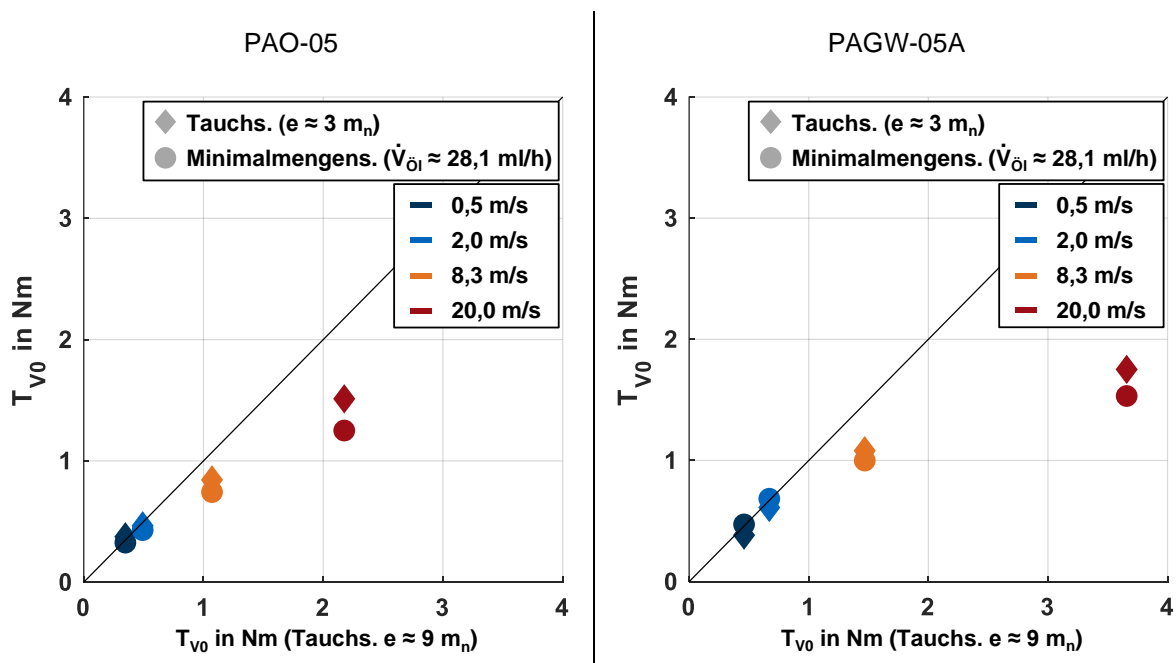 PAO-05
4
3
2
1
0
T_V0 in Nm
Tauchs. (e ≈ 3 m_n)
Minimalmengens. (V̇_Öl ≈ 28,1 ml/h)
0,5 m/s
2,0 m/s
8,3 m/s
20,0 m/s
0 1 2 3 4
T_V0 in Nm (Tauchs. e ≈ 9 m_n)
PAGW-05A
4
3
2
1
0
T_V0 in Nm
Tauchs. (e ≈ 3 m_n)
Minimalmengens. (V̇_Öl ≈ 28,1 ml/h)
0,5 m/s
2,0 m/s
8,3 m/s
20,0 m/s
0 1 2 3 4
T_V0 in Nm (Tauchs. e ≈ 9 m_n)